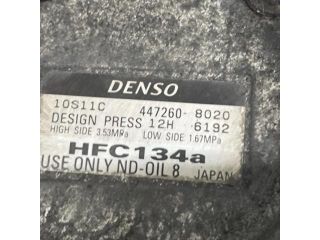 DENSO
10S11C 447260-8020
DESIGN PRESS 12H 6192
HIGH SIDE 3.53MPa LOW SIDE 1.67MPa
HFC134a
USE ONLY ND-OIL 8 JAPAN